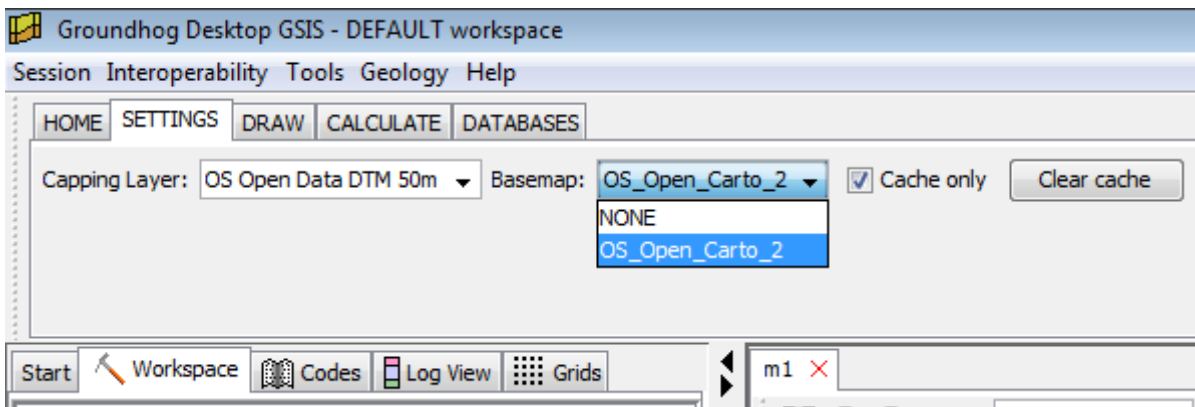 Groundhog Desktop GSIS - DEFAULT workspace
Session Interoperability Tools Geology Help
HOME SETTINGS DRAW CALCULATE DATABASES
Capping Layer: OS Open Data DTM 50m Basemap: OS_Open_Carto_2 Cache only Clear cache
NONE
OS_Open_Carto_2
Start Workspace Codes Log View Grids m1